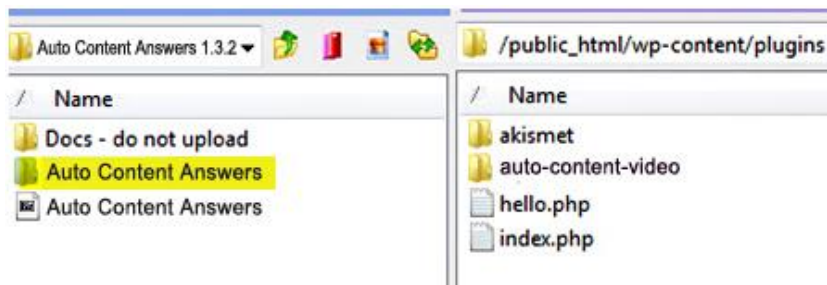 Auto Content Answers 1.3.2
/ Name
Docs - do not upload
Auto Content Answers
Auto Content Answers
/public_html/wp-content/plugins
/ Name
akismet
auto-content-video
hello.php
index.php